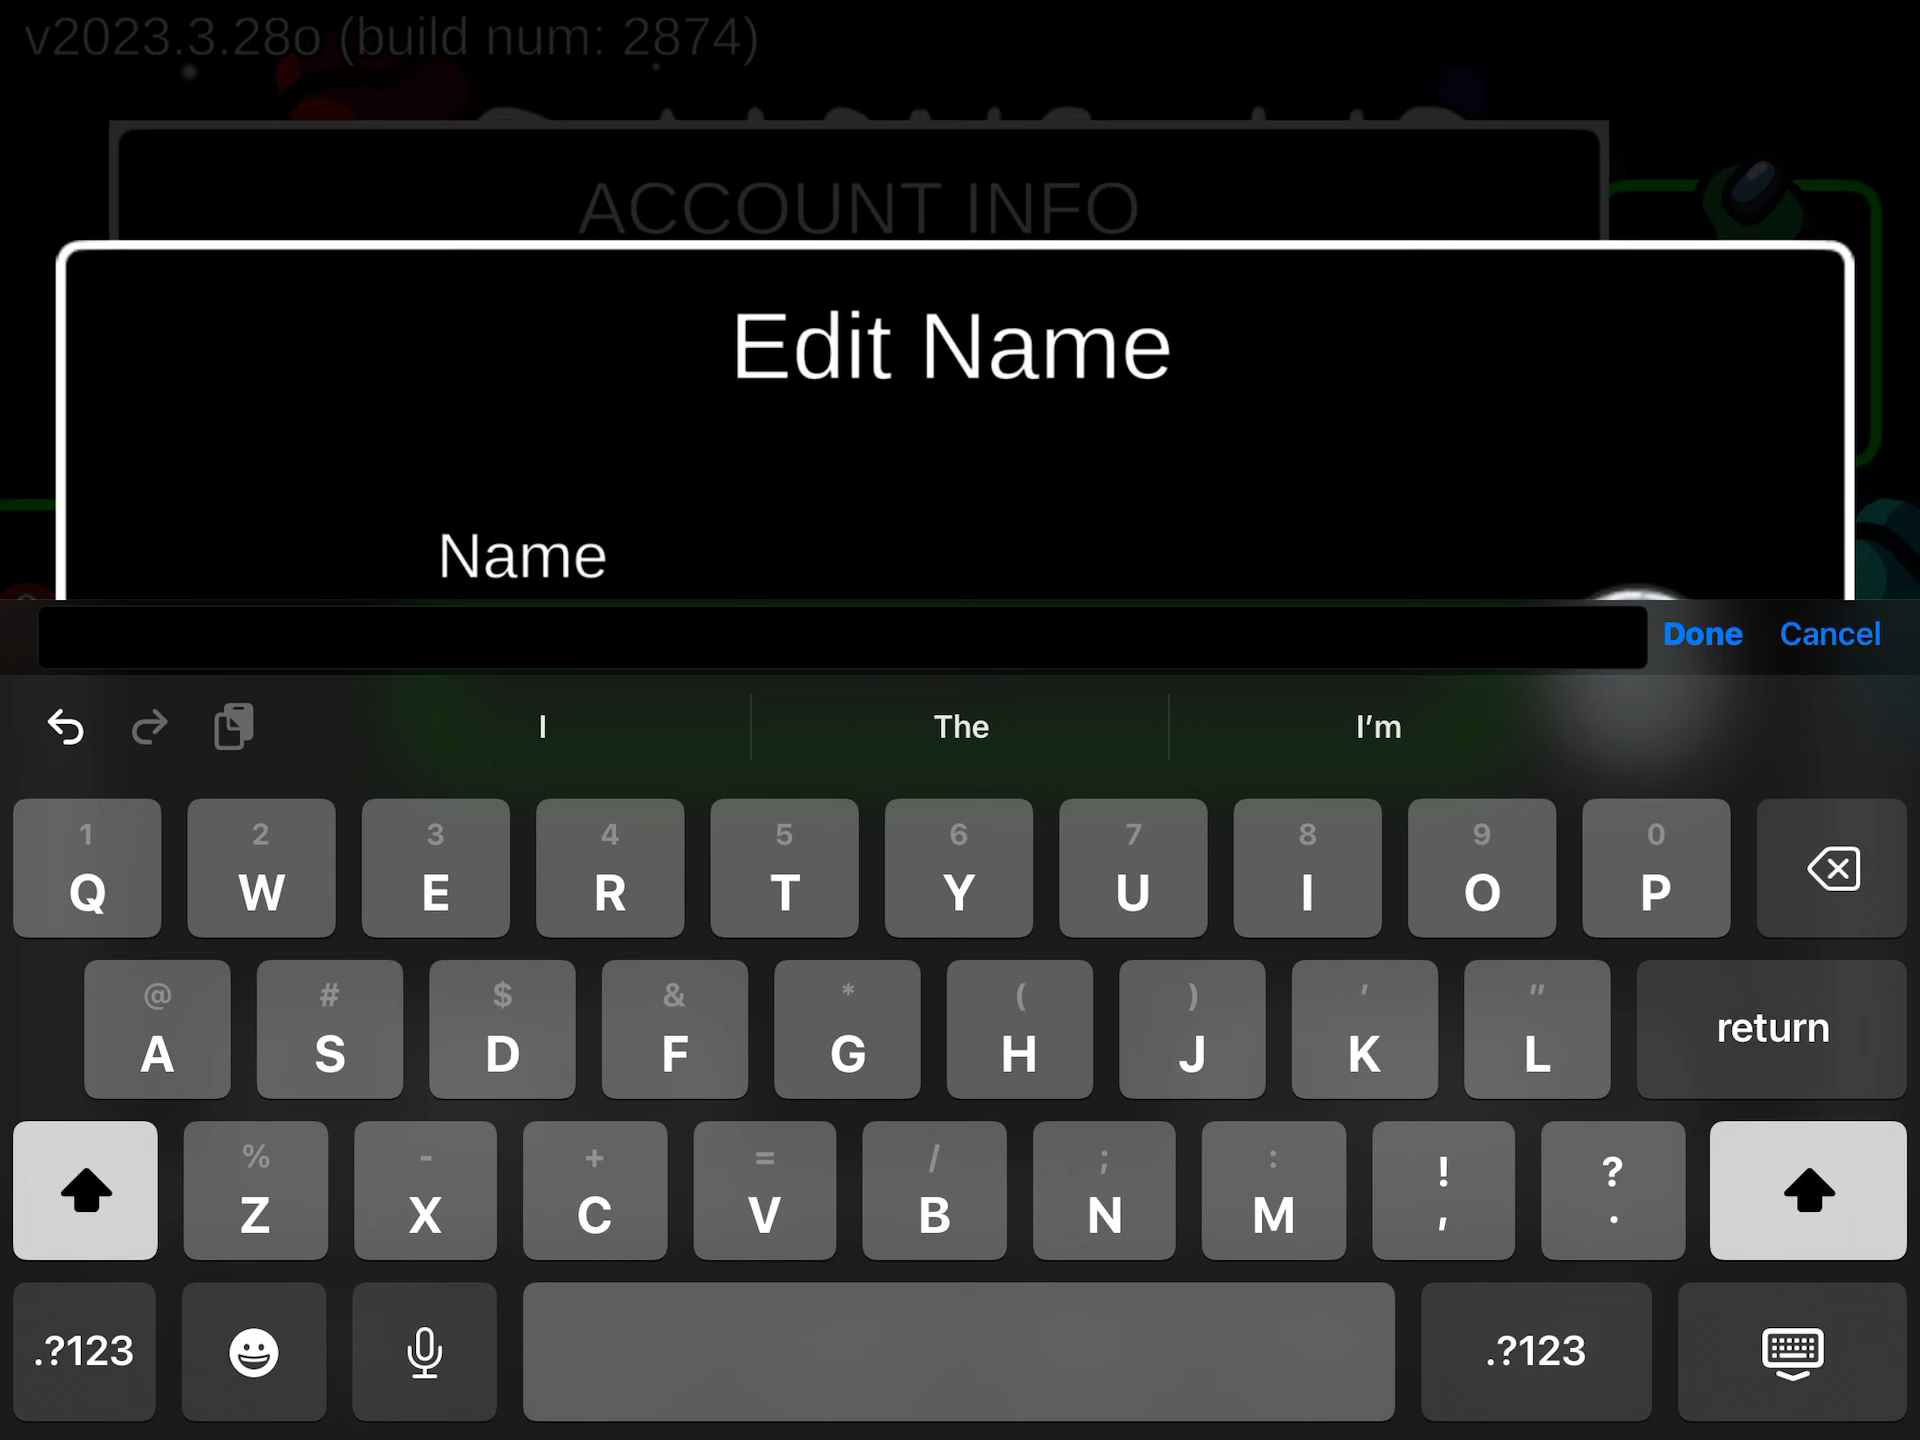 v2023.3.28o (build num: 2874)
ACCOUNT INFO
Edit Name
Name
Done Cancel
I The I’m
1 2 3 4 5 6 7 8 9 0
Q W E R T Y U I O P
@ # $ & * ( ) ' "
A S D F G H J K L return
% - + = / ; : ! ?
Z X C V B N M , .
.?123 .?123